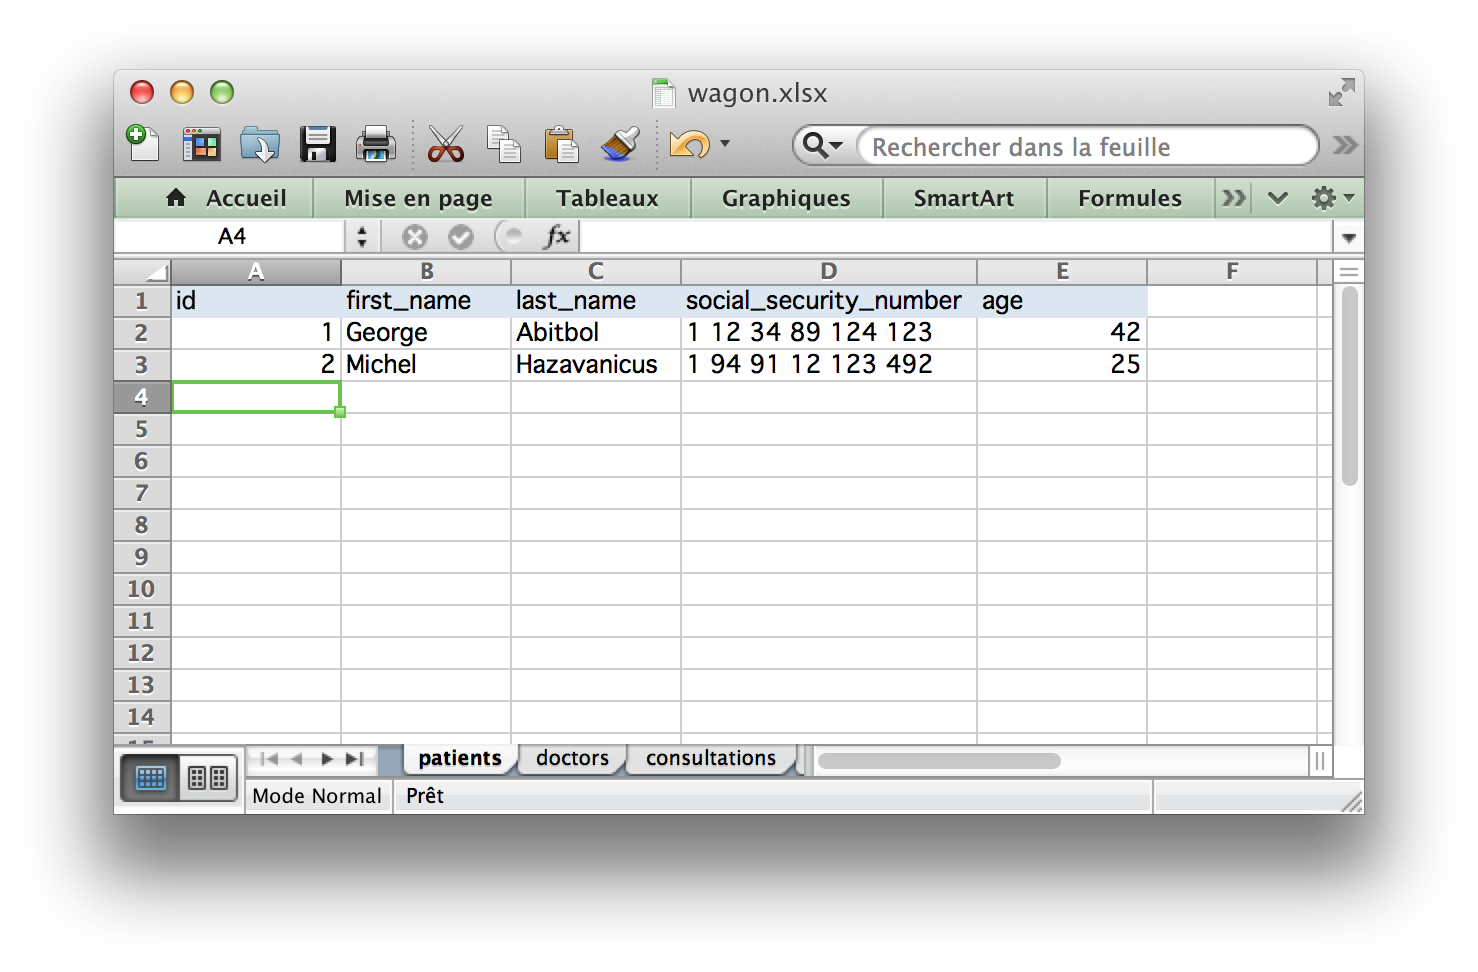 wagon.xlsx
Rechercher dans la feuille
Accueil Mise en page Tableaux Graphiques SmartArt Formules
A4 fx
A B C D E F
1 id first_name last_name social_security_number age
2 1 George Abitbol 1 12 34 89 124 123 42
3 2 Michel Hazavanicus 1 94 91 12 123 492 25
4
5
6
7
8
9
10
11
12
13
14
15
patients doctors consultations
Mode Normal Prêt